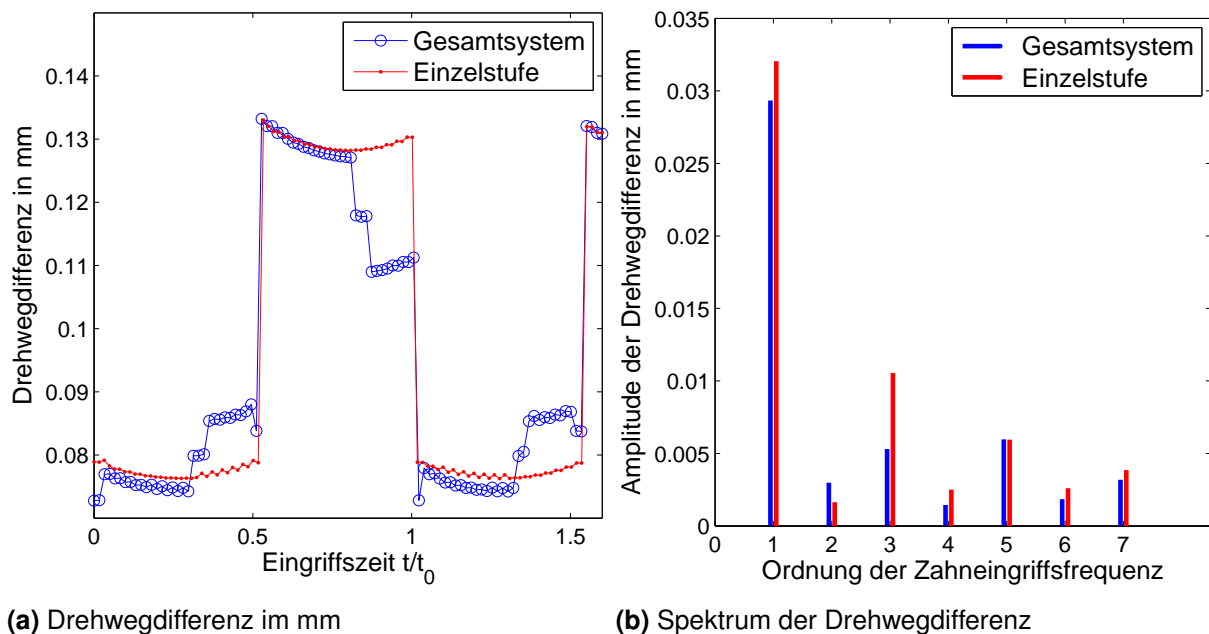 Gesamtsystem
Einzelstufe
0.14
0.13
0.12
0.11
0.1
0.09
0.08
Drehwegdifferenz in mm
0
0.5
1
1.5
Eingriffszeit t/t0
(a) Drehwegdifferenz im mm
Gesamtsystem
Einzelstufe
0.035
0.03
0.025
0.02
0.015
0.01
0.005
0
Amplitude der Drehwegdifferenz in mm
0
1
2
3
4
5
6
7
Ordnung der Zahneingriffsfrequenz
(b) Spektrum der Drehwegdifferenz